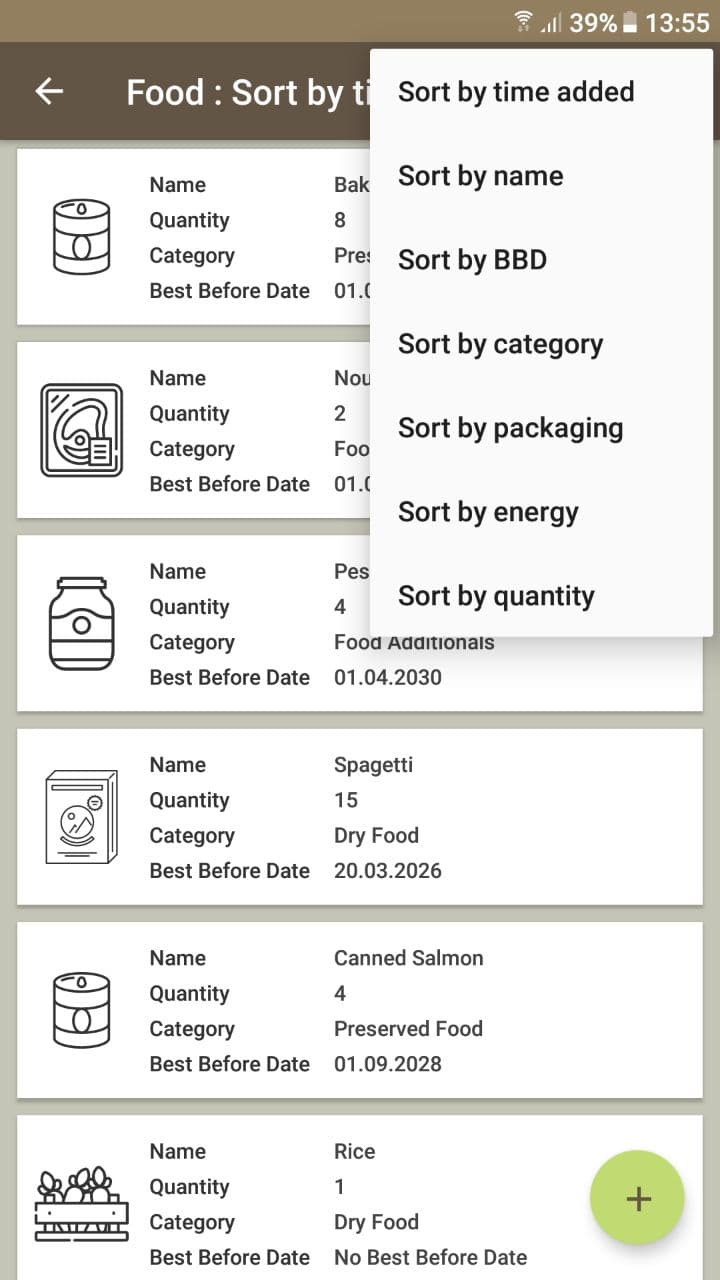 39% 13:55
Food : Sort by ti
Sort by time added
Sort by name
Sort by BBD
Sort by category
Sort by packaging
Sort by energy
Sort by quantity
Name Bak
Quantity 8
Category Pres
Best Before Date 01.0
Name Nou
Quantity 2
Category Foo
Best Before Date 01.0
Name Pes
Quantity 4
Category Food Additionals
Best Before Date 01.04.2030
Name Spagetti
Quantity 15
Category Dry Food
Best Before Date 20.03.2026
Name Canned Salmon
Quantity 4
Category Preserved Food
Best Before Date 01.09.2028
Name Rice
Quantity 1
Category Dry Food
Best Before Date No Best Before Date